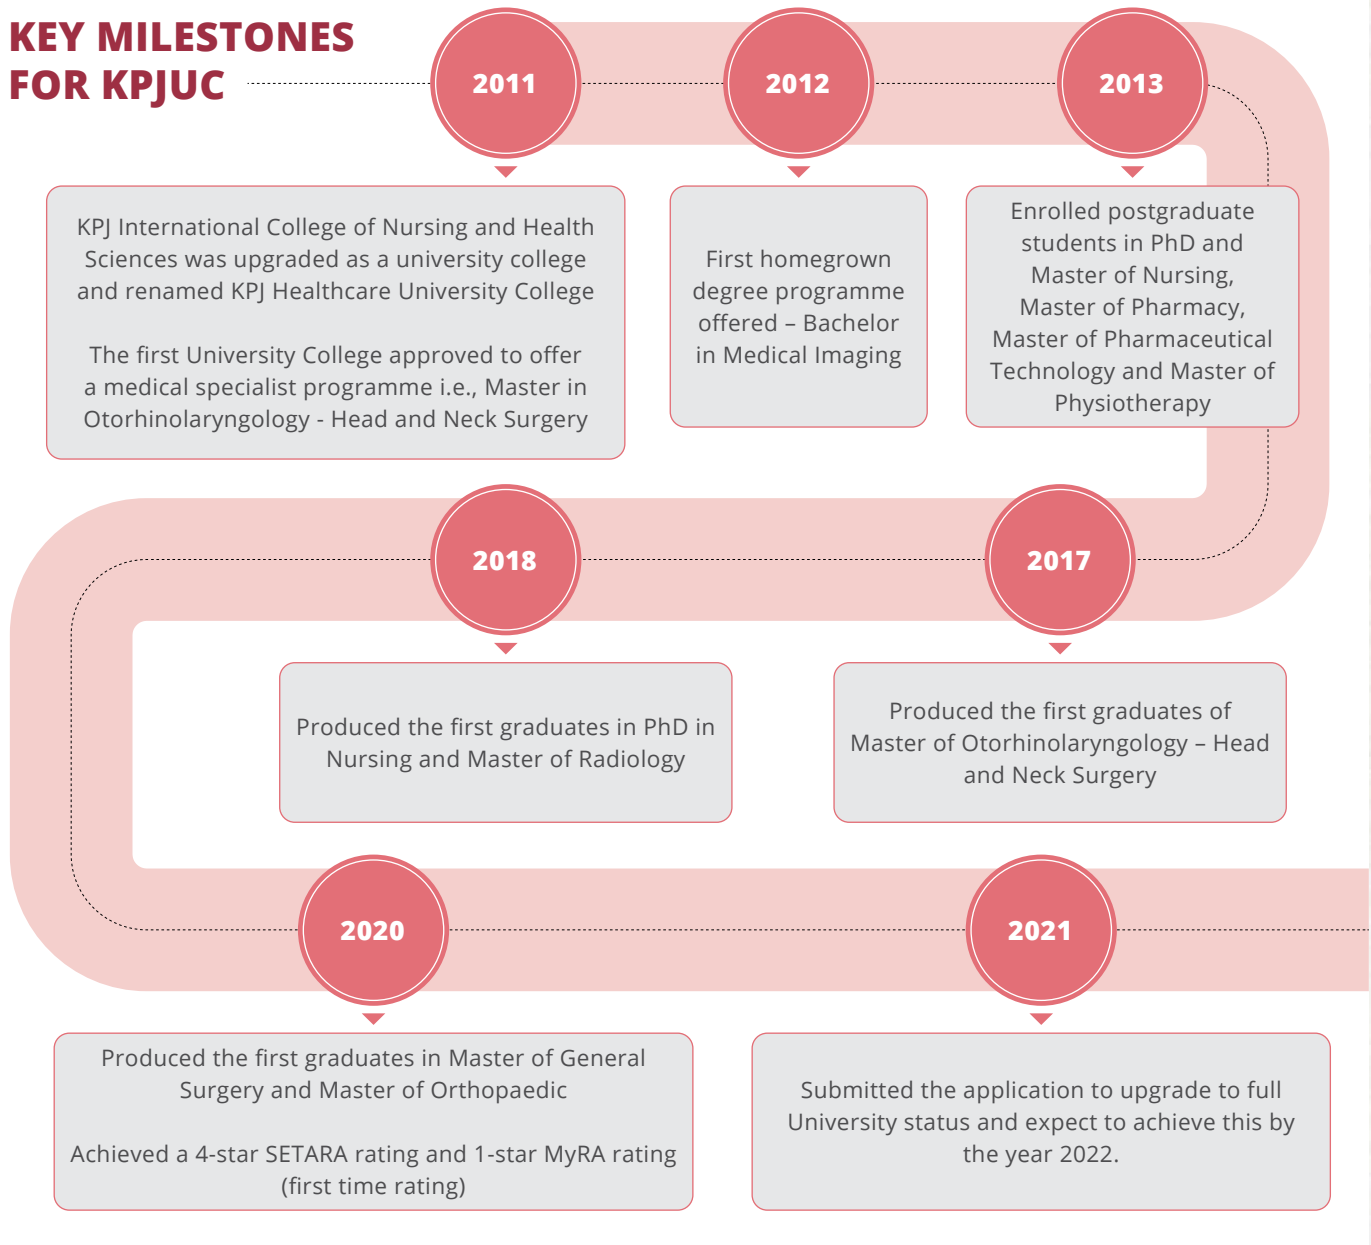 KEY MILESTONES
FOR KPJUC
2011
KPJ International College of Nursing and Health
Sciences was upgraded as a university college
and renamed KPJ Healthcare University College
The first University College approved to offer
a medical specialist programme i.e., Master in
Otorhinolaryngology - Head and Neck Surgery
2012
First homegrown
degree programme
offered – Bachelor
in Medical Imaging
2013
Enrolled postgraduate
students in PhD and
Master of Nursing,
Master of Pharmacy,
Master of Pharmaceutical
Technology and Master of
Physiotherapy
2017
Produced the first graduates of
Master of Otorhinolaryngology – Head
and Neck Surgery
2018
Produced the first graduates in PhD in
Nursing and Master of Radiology
2020
Produced the first graduates in Master of General
Surgery and Master of Orthopaedic
Achieved a 4-star SETARA rating and 1-star MyRA rating
(first time rating)
2021
Submitted the application to upgrade to full
University status and expect to achieve this by
the year 2022.